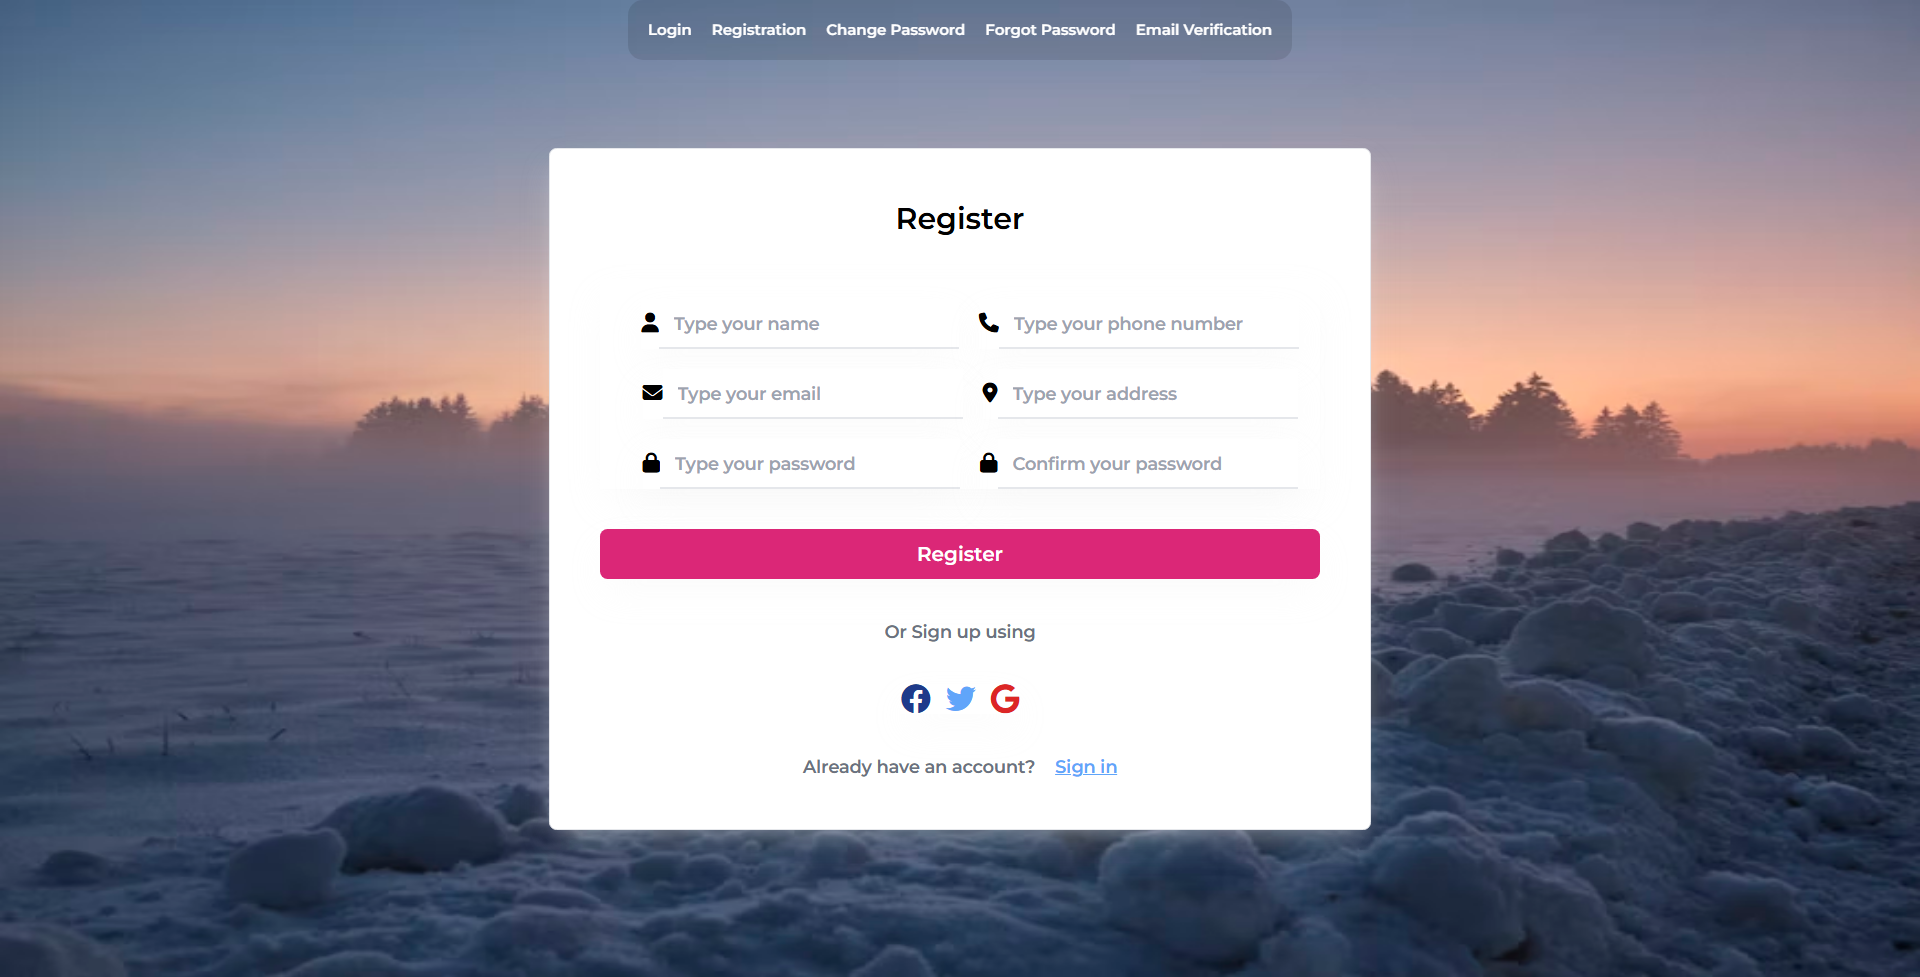 Login Registration Change Password Forgot Password Email Verification
Register
Type your name Type your phone number
Type your email Type your address
Type your password Confirm your password
Register
Or Sign up using
Already have an account? Sign in